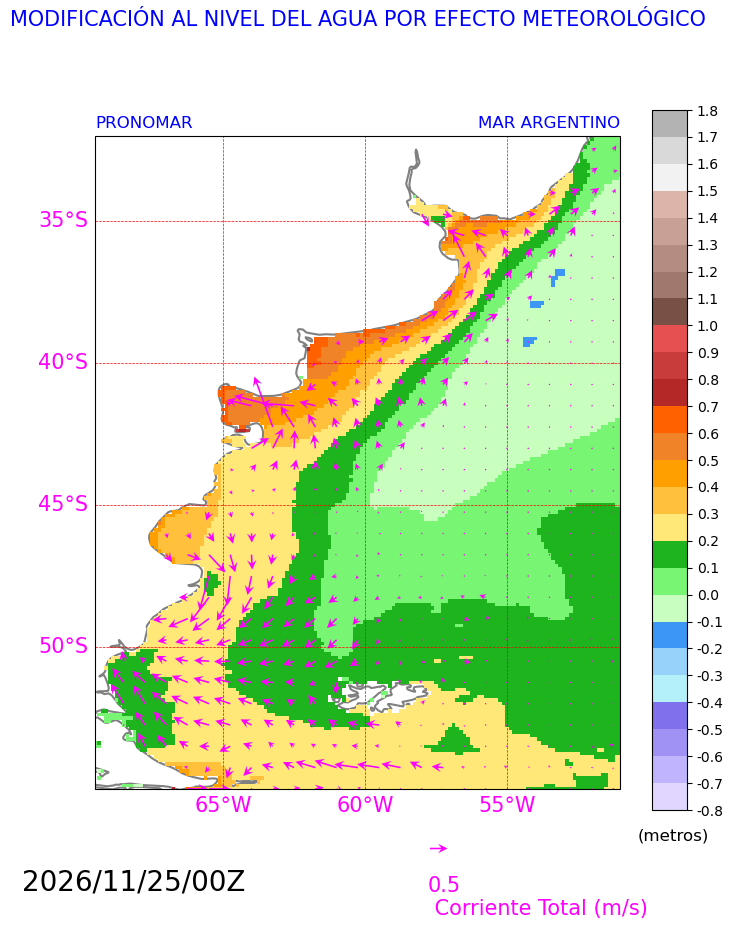 MODIFICACIÓN AL NIVEL DEL AGUA POR EFECTO METEOROLÓGICO
PRONOMAR
MAR ARGENTINO
35°S
40°S
45°S
50°S
65°W
60°W
55°W
1.8
1.7
1.6
1.5
1.4
1.3
1.2
1.1
1.0
0.9
0.8
0.7
0.6
0.5
0.4
0.3
0.2
0.1
0.0
-0.1
-0.2
-0.3
-0.4
-0.5
-0.6
-0.7
-0.8
(metros)
2026/11/25/00Z
0.5
Corriente Total (m/s)